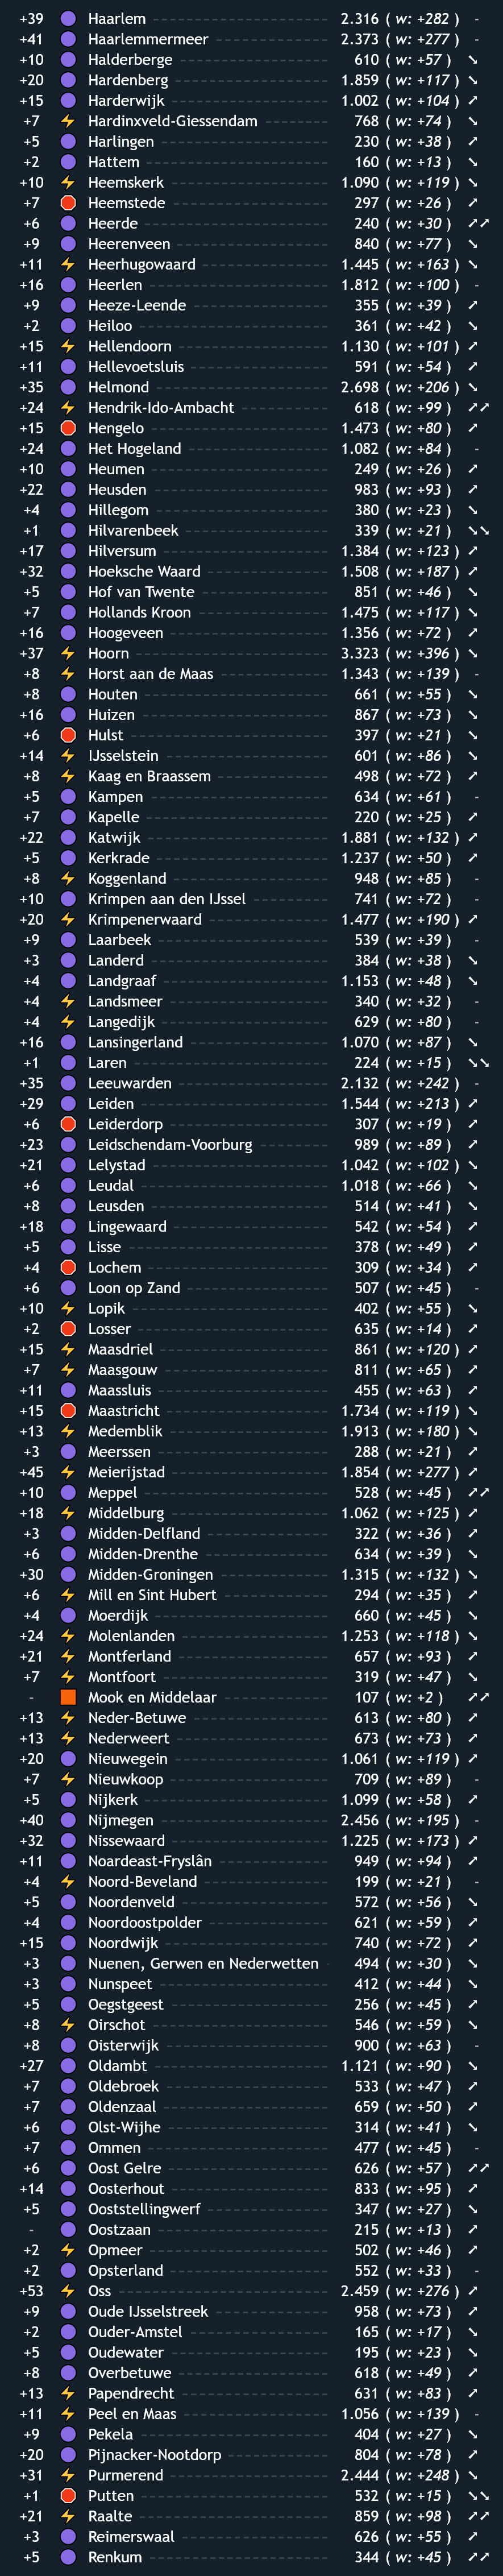 +39 Haarlem 2.316 ( w: +282 ) -
+41 Haarlemmermeer 2.373 ( w: +277 ) -
+10 Halderberge 610 ( w: +57 ) ➘
+20 Hardenberg 1.859 ( w: +117 ) ➘
+15 Harderwijk 1.002 ( w: +104 ) ➚
+7 Hardinxveld-Giessendam 768 ( w: +74 ) ➘
+5 Harlingen 230 ( w: +38 ) ➚
+2 Hattem 160 ( w: +13 ) ➘
+10 Heemskerk 1.090 ( w: +119 ) ➘
+7 Heemstede 297 ( w: +26 ) ➚
+6 Heerde 240 ( w: +30 ) ➚➚
+9 Heerenveen 840 ( w: +77 ) ➘
+11 Heerhugowaard 1.445 ( w: +163 ) ➘
+16 Heerlen 1.812 ( w: +100 ) -
+9 Heeze-Leende 355 ( w: +39 ) ➚
+2 Heiloo 361 ( w: +42 ) ➘
+15 Hellendoorn 1.130 ( w: +101 ) ➚
+11 Hellevoetsluis 591 ( w: +54 ) ➚
+35 Helmond 2.698 ( w: +206 ) ➘
+24 Hendrik-Ido-Ambacht 618 ( w: +99 ) ➚➚
+15 Hengelo 1.473 ( w: +80 ) ➚
+24 Het Hogeland 1.082 ( w: +84 ) -
+10 Heumen 249 ( w: +26 ) ➚
+22 Heusden 983 ( w: +93 ) ➚
+4 Hillegom 380 ( w: +23 ) ➘
+1 Hilvarenbeek 339 ( w: +21 ) ➘➘
+17 Hilversum 1.384 ( w: +123 ) ➚
+32 Hoeksche Waard 1.508 ( w: +187 ) ➚
+5 Hof van Twente 851 ( w: +46 ) ➘
+7 Hollands Kroon 1.475 ( w: +117 ) ➘
+16 Hoogeveen 1.356 ( w: +72 ) ➚
+37 Hoorn 3.323 ( w: +396 ) ➘
+8 Horst aan de Maas 1.343 ( w: +139 ) -
+8 Houten 661 ( w: +55 ) ➘
+16 Huizen 867 ( w: +73 ) ➘
+6 Hulst 397 ( w: +21 ) ➘
+14 IJsselstein 601 ( w: +86 ) ➘
+8 Kaag en Braassem 498 ( w: +72 ) ➚
+5 Kampen 634 ( w: +61 ) -
+7 Kapelle 220 ( w: +25 ) ➚
+22 Katwijk 1.881 ( w: +132 ) ➚
+5 Kerkrade 1.237 ( w: +50 ) ➚
+8 Koggenland 948 ( w: +85 ) -
+10 Krimpen aan den IJssel 741 ( w: +72 ) -
+20 Krimpenerwaard 1.477 ( w: +190 ) ➚
+9 Laarbeek 539 ( w: +39 ) -
+3 Landerd 384 ( w: +38 ) ➘
+4 Landgraaf 1.153 ( w: +48 ) ➘
+4 Landsmeer 340 ( w: +32 ) -
+4 Langedijk 629 ( w: +80 ) -
+16 Lansingerland 1.070 ( w: +87 ) ➘
+1 Laren 224 ( w: +15 ) ➘➘
+35 Leeuwarden 2.132 ( w: +242 ) -
+29 Leiden 1.544 ( w: +213 ) ➚
+6 Leiderdorp 307 ( w: +19 ) ➚
+23 Leidschendam-Voorburg 989 ( w: +89 ) ➚
+21 Lelystad 1.042 ( w: +102 ) ➘
+6 Leudal 1.018 ( w: +66 ) ➘
+8 Leusden 514 ( w: +41 ) ➘
+18 Lingewaard 542 ( w: +54 ) ➚
+5 Lisse 378 ( w: +49 ) ➚
+4 Lochem 309 ( w: +34 ) ➚
+6 Loon op Zand 507 ( w: +45 ) -
+10 Lopik 402 ( w: +55 ) ➘
+2 Losser 635 ( w: +14 ) ➚
+15 Maasdriel 861 ( w: +120 ) ➚
+7 Maasgouw 811 ( w: +65 ) ➚
+11 Maassluis 455 ( w: +63 ) ➚
+15 Maastricht 1.734 ( w: +119 ) ➘
+13 Medemblik 1.913 ( w: +180 ) ➘
+3 Meerssen 288 ( w: +21 ) ➚
+45 Meierijstad 1.854 ( w: +277 ) ➚
+10 Meppel 528 ( w: +45 ) ➚➚
+18 Middelburg 1.062 ( w: +125 ) ➚
+3 Midden-Delfland 322 ( w: +36 ) ➚
+6 Midden-Drenthe 634 ( w: +39 ) ➘
+30 Midden-Groningen 1.315 ( w: +132 ) ➘
+6 Mill en Sint Hubert 294 ( w: +35 ) ➚
+4 Moerdijk 660 ( w: +45 ) ➘
+24 Molenlanden 1.253 ( w: +118 ) ➘
+21 Montferland 657 ( w: +93 ) ➚
+7 Montfoort 319 ( w: +47 ) ➘
- Mook en Middelaar 107 ( w: +2 ) ➚➚
+13 Neder-Betuwe 613 ( w: +80 ) ➚
+13 Nederweert 673 ( w: +73 ) ➚
+20 Nieuwegein 1.061 ( w: +119 ) ➚
+7 Nieuwkoop 709 ( w: +89 ) -
+5 Nijkerk 1.099 ( w: +58 ) ➚
+40 Nijmegen 2.456 ( w: +195 ) -
+32 Nissewaard 1.225 ( w: +173 ) ➚
+11 Noardeast-Fryslân 949 ( w: +94 ) ➚
+4 Noord-Beveland 199 ( w: +21 ) -
+5 Noordenveld 572 ( w: +56 ) ➘
+4 Noordoostpolder 621 ( w: +59 ) ➚
+15 Noordwijk 740 ( w: +72 ) ➚
+3 Nuenen, Gerwen en Nederwetten 494 ( w: +30 ) ➘
+3 Nunspeet 412 ( w: +44 ) ➘
+5 Oegstgeest 256 ( w: +45 ) ➚
+8 Oirschot 546 ( w: +59 ) ➘
+8 Oisterwijk 900 ( w: +63 ) -
+27 Oldambt 1.121 ( w: +90 ) ➘
+7 Oldebroek 533 ( w: +47 ) ➚
+7 Oldenzaal 659 ( w: +50 ) ➚
+6 Olst-Wijhe 314 ( w: +41 ) ➘
+7 Ommen 477 ( w: +45 ) -
+6 Oost Gelre 626 ( w: +57 ) ➚➚
+14 Oosterhout 833 ( w: +95 ) ➚
+5 Ooststellingwerf 347 ( w: +27 ) ➘
- Oostzaan 215 ( w: +13 ) ➚
+2 Opmeer 502 ( w: +46 ) ➚
+2 Opsterland 552 ( w: +33 ) -
+53 Oss 2.459 ( w: +276 ) ➚
+9 Oude IJsselstreek 958 ( w: +73 ) ➚
+2 Ouder-Amstel 165 ( w: +17 ) ➘
+5 Oudewater 195 ( w: +23 ) ➘
+8 Overbetuwe 618 ( w: +49 ) ➚
+13 Papendrecht 631 ( w: +83 ) ➚
+11 Peel en Maas 1.056 ( w: +139 ) -
+9 Pekela 404 ( w: +27 ) ➘
+20 Pijnacker-Nootdorp 804 ( w: +78 ) ➚
+31 Purmerend 2.444 ( w: +248 ) ➘
+1 Putten 532 ( w: +15 ) ➘➘
+21 Raalte 859 ( w: +98 ) ➚➚
+3 Reimerswaal 626 ( w: +55 ) ➚
+5 Renkum 344 ( w: +45 ) ➚➚